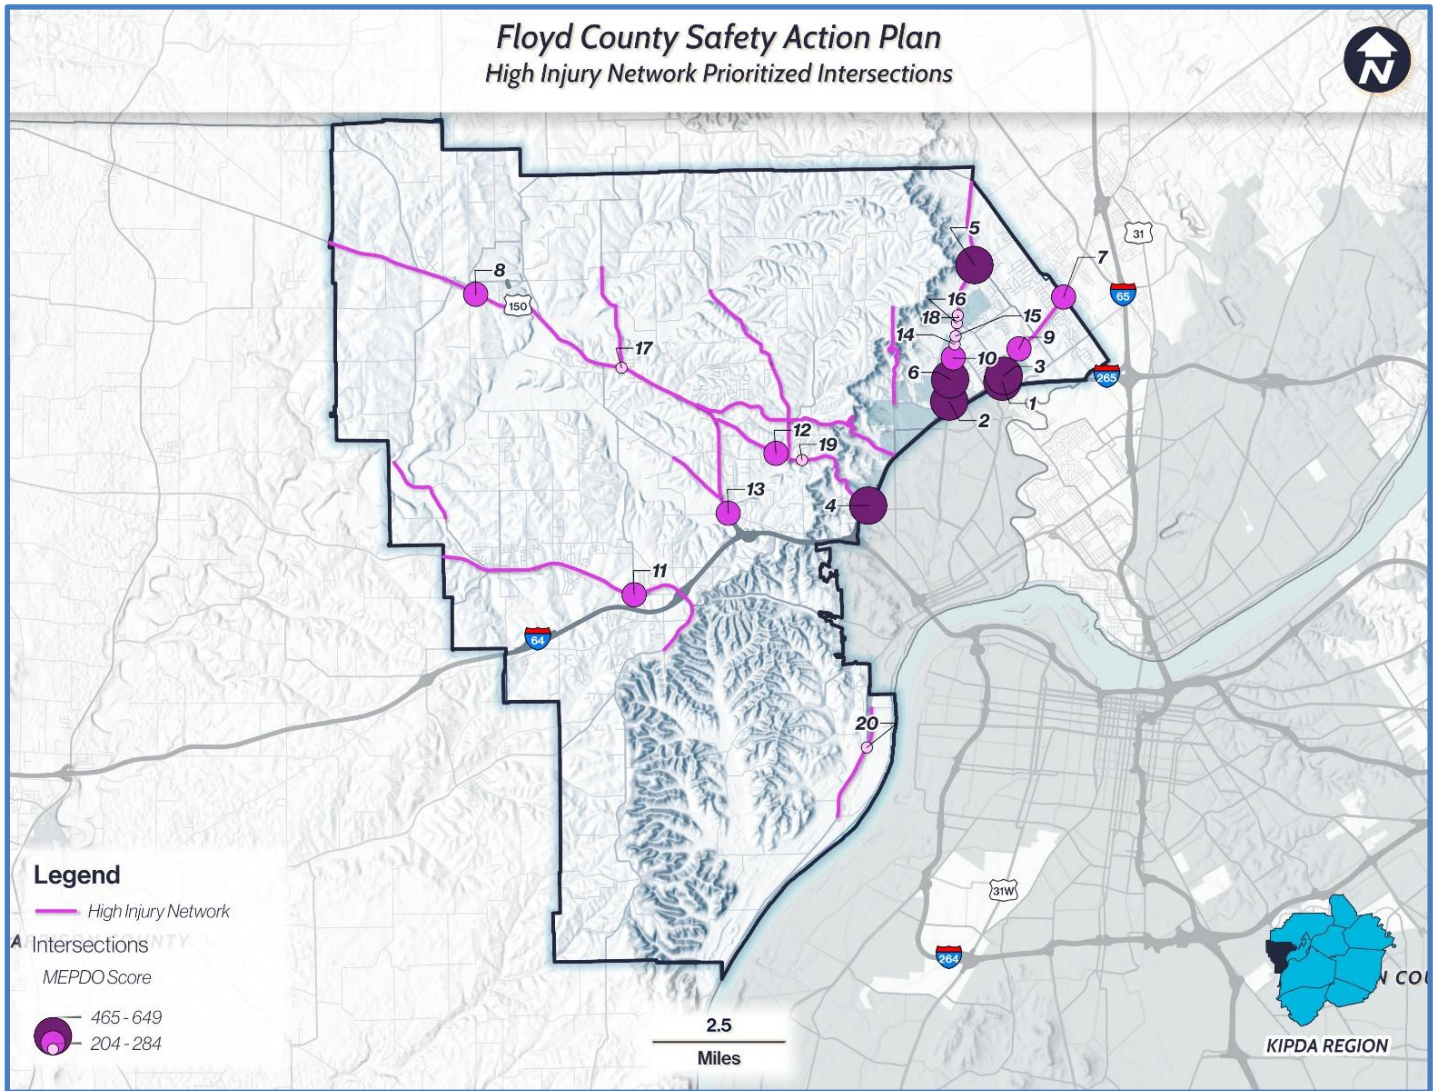 Floyd County Safety Action Plan
High Injury Network Prioritized Intersections
N
31
5
7
65
8
16
150
18
15
17
14
9
10
3
6
265
1
2
12
19
13
4
11
64
20
Legend
High Injury Network
Intersections
MEPDO Score
465 - 649
204 - 284
31W
264
2.5
Miles
N COU
KIPDA REGION